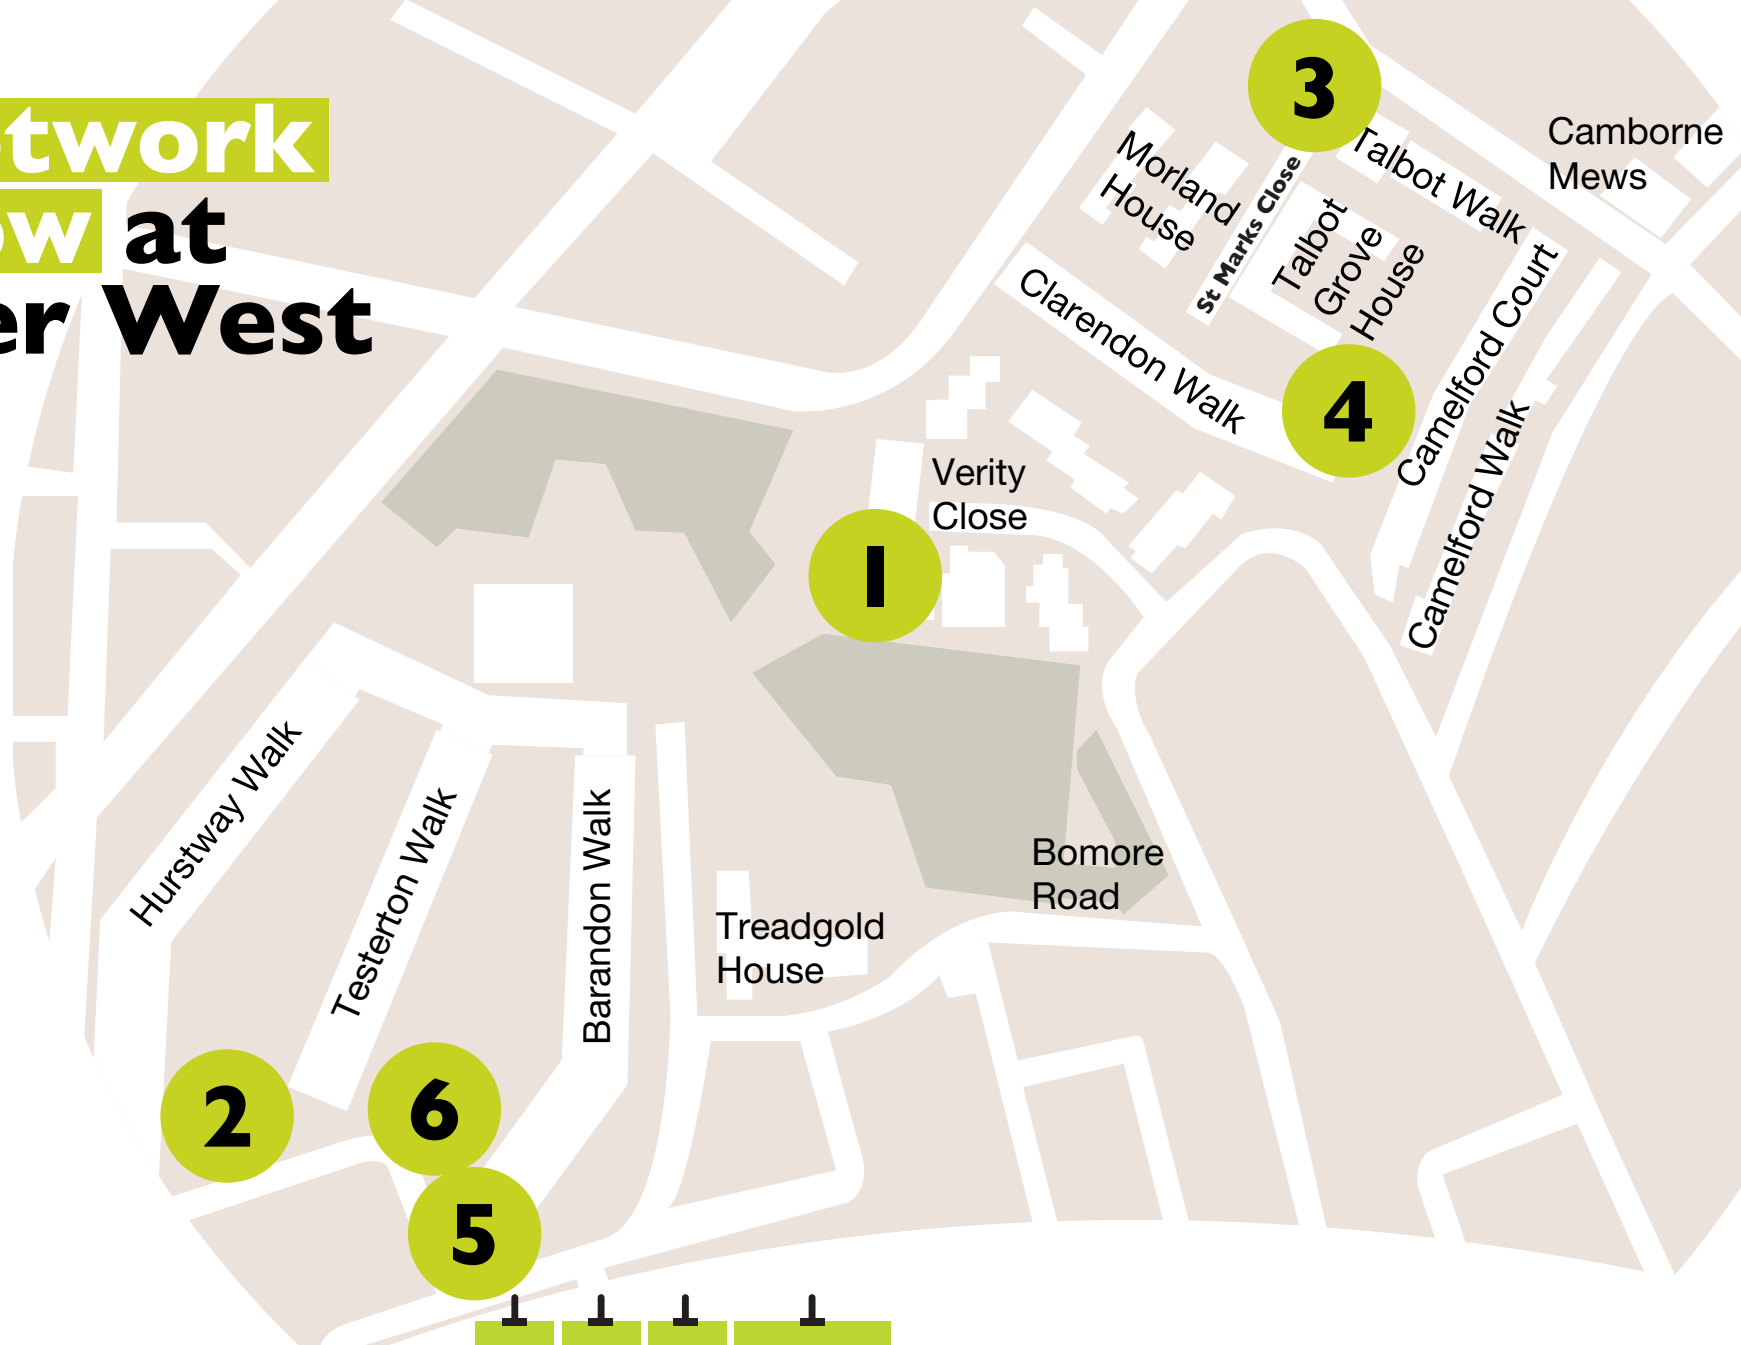 twork
w at
er West
3
Camborne
Mews
Talbot Walk
Morland
House
St Marks Close
Talbot
Grove
House
Clarendon Walk
4
Camelford Court
Camelford Walk
Verity
Close
1
Hurstway Walk
Testerton Walk
Barandon Walk
Treadgold
House
Bomore
Road
2
6
5